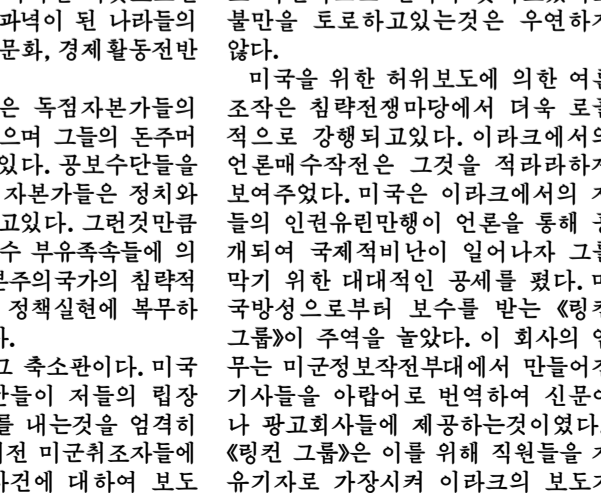 파녁이 된 나라들의
문화, 경제활동전반
은 독점자본가들의
으며 그들의 돈주머
있다. 공보수단들을
자본가들은 정치와
고있다. 그런것만큼
수 부유족속들에 의
본주의국가의 침략적
정책실현에 복무하
다.
그 축소판이다. 미국
단들이 저들의 립장
를 내는것을 엄격히
이전 미군취조자들에
사건에 대하여 보도
불만을 토로하고있는것은 우연하지
않다.
미국을 위한 허위보도에 의한 여론
조작은 침략전쟁마당에서 더욱 로골
적으로 강행되고있다. 이라크에서의
언론매수작전은 그것을 적라라하게
보여주었다. 미국은 이라크에서의 저
들의 인권유린만행이 언론을 통해 공
개되여 국제적비난이 일어나자 그를
막기 위한 대대적인 공세를 폈다. 미
국방성으로부터 보수를 받는 《링컨
그룹》이 주역을 놀았다. 이 회사의 업
무는 미군정보작전부대에서 만들어진
기사들을 아랍어로 번역하여 신문이
나 광고회사들에 제공하는것이였다.
《링컨 그룹》은 이를 위해 직원들을 자
유기자로 가장시켜 이라크의 보도기